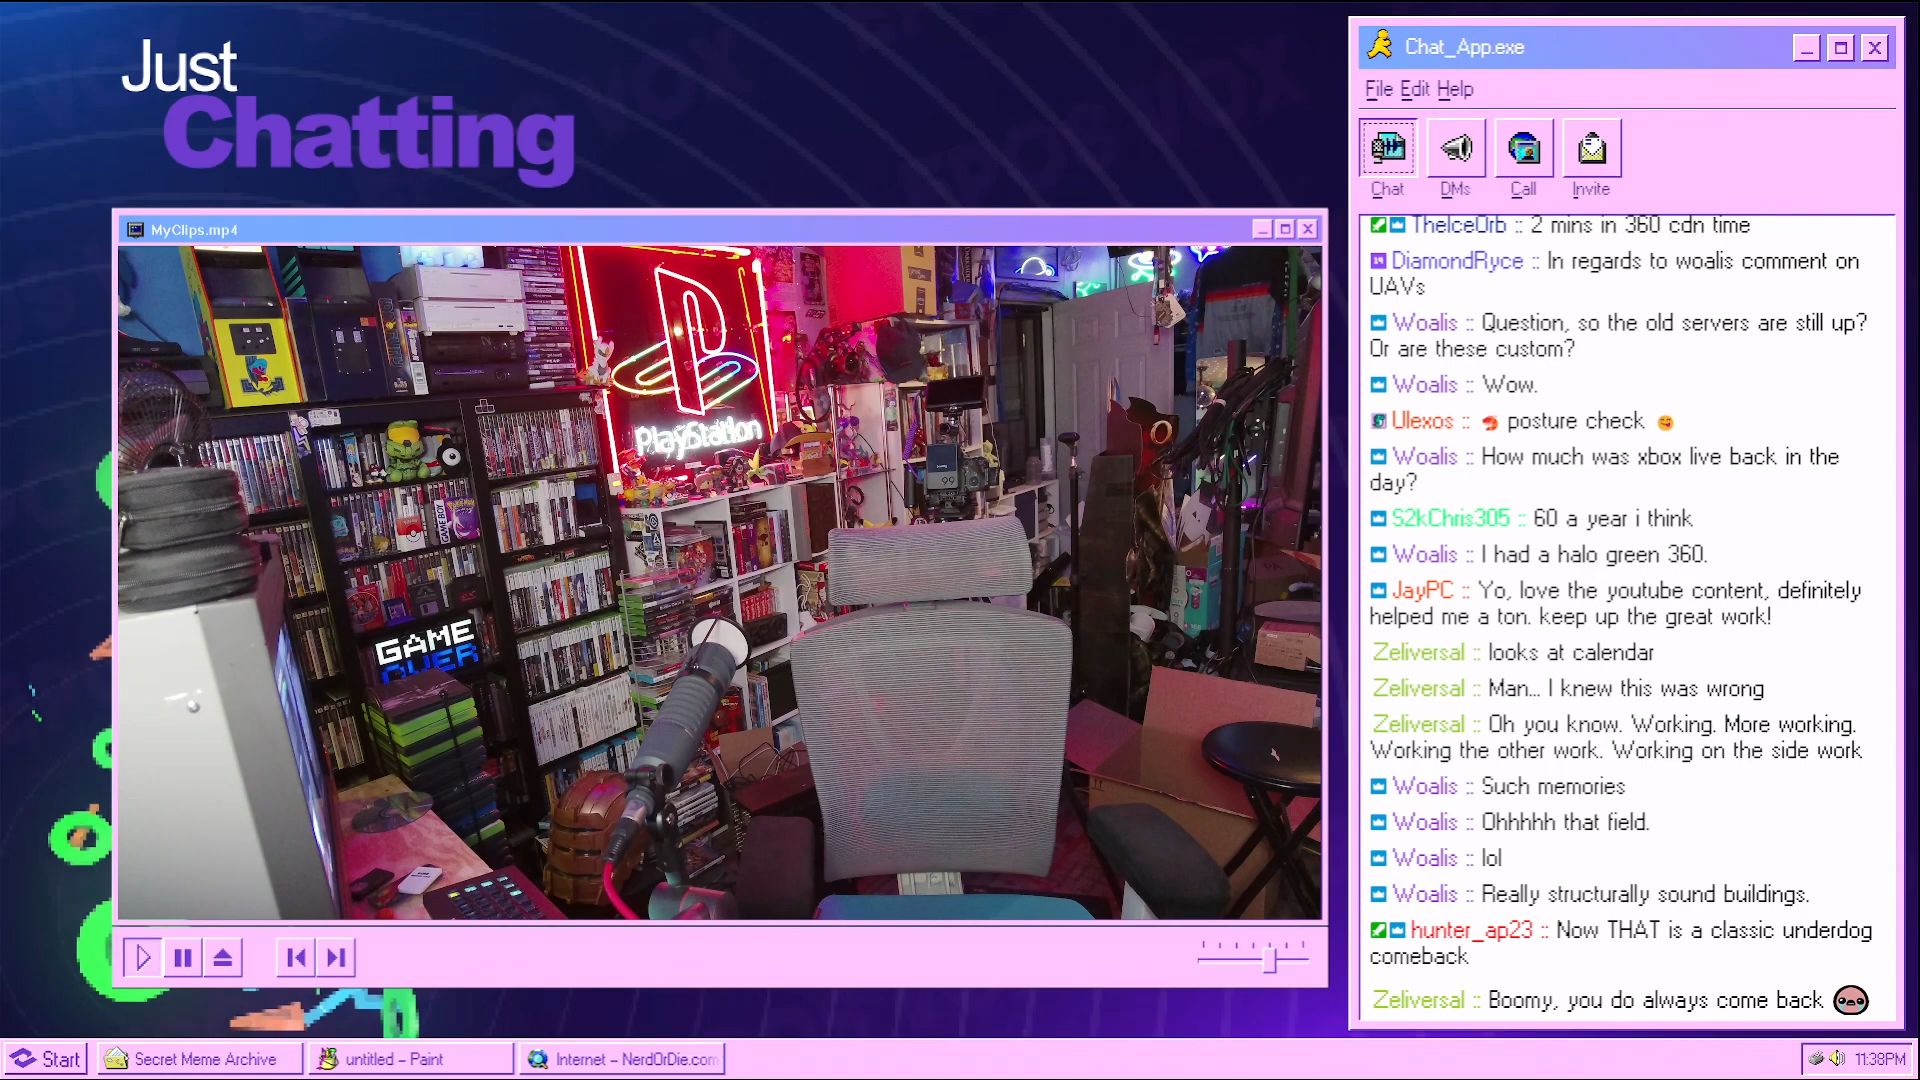 Just
Chatting
MyClips.mp4
PlayStation
GAME BOY
99
GAME
OVER
Chat_App.exe
File Edit Help
Chat DMs Call Invite
TheIceOrb :: 2 mins in 360 cdn time
DiamondRyce :: In regards to woalis comment on
UAVs
Woalis :: Question, so the old servers are still up?
Or are these custom?
Woalis :: Wow.
Ulexos :: posture check
Woalis :: How much was xbox live back in the
day?
S2kChris305 :: 60 a year i think
Woalis :: I had a halo green 360.
JayPC :: Yo, love the youtube content, definitely
helped me a ton. keep up the great work!
Zeliversal :: looks at calendar
Zeliversal :: Man... I knew this was wrong
Zeliversal :: Oh you know. Working. More working.
Working the other work. Working on the side work
Woalis :: Such memories
Woalis :: Ohhhhh that field.
Woalis :: lol
Woalis :: Really structurally sound buildings.
hunter_ap23 :: Now THAT is a classic underdog
comeback
Zeliversal :: Boomy, you do always come back
Start
Secret Meme Archive
untitled - Paint
Internet - NerdOrDie.com
11:38PM